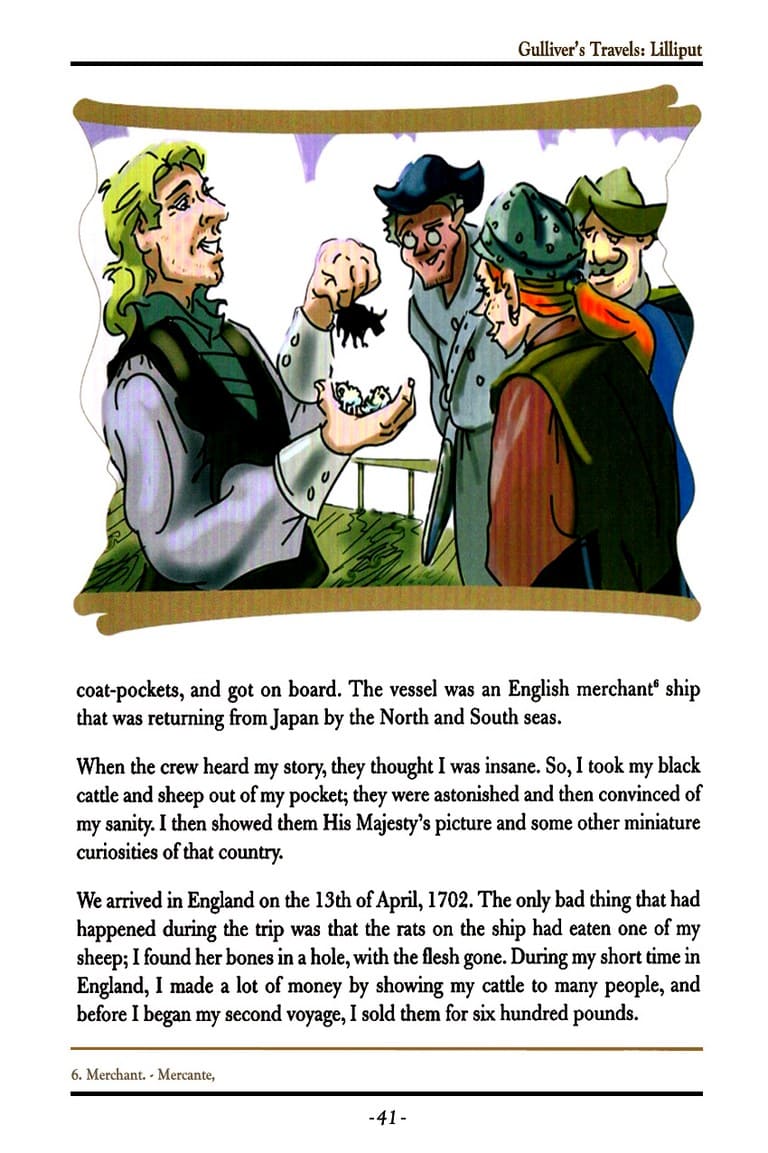 Gulliver's Travels: Lilliput
coat-pockets, and got on board. The vessel was an English merchant⁶ ship
that was returning from Japan by the North and South seas.
When the crew heard my story, they thought I was insane. So, I took my black
cattle and sheep out of my pocket; they were astonished and then convinced of
my sanity. I then showed them His Majesty's picture and some other miniature
curiosities of that country.
We arrived in England on the 13th of April, 1702. The only bad thing that had
happened during the trip was that the rats on the ship had eaten one of my
sheep; I found her bones in a hole, with the flesh gone. During my short time in
England, I made a lot of money by showing my cattle to many people, and
before I began my second voyage, I sold them for six hundred pounds.
6. Merchant. - Mercante,
-41-